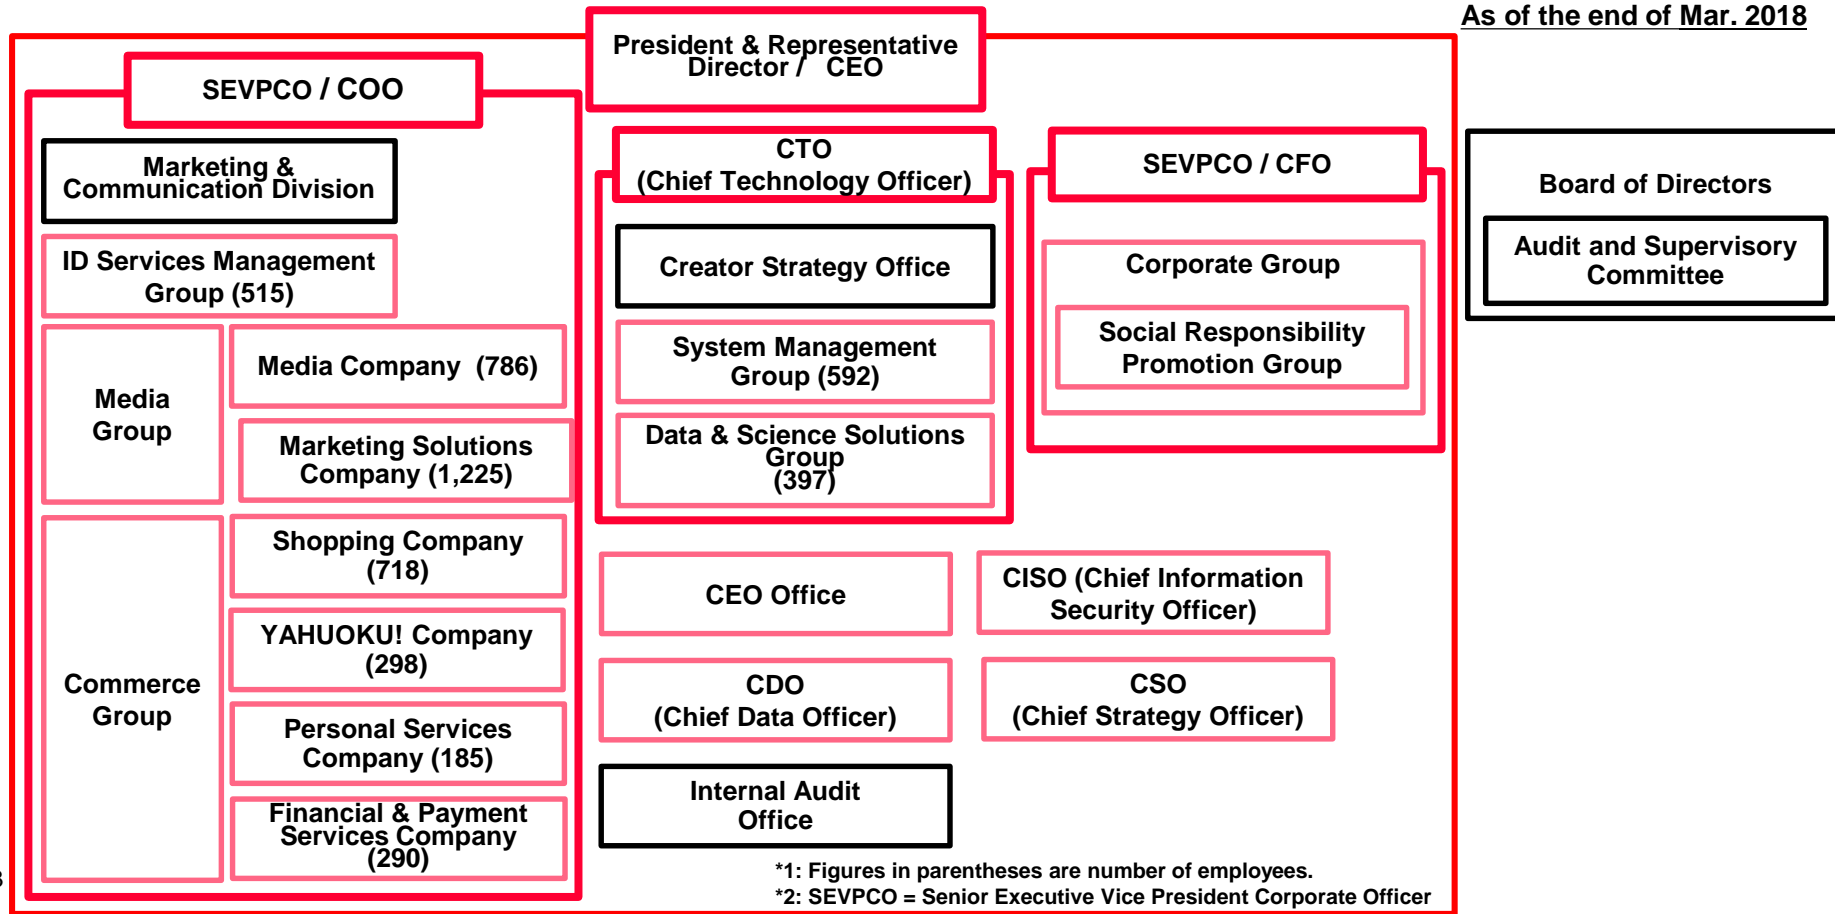 As of the end of Mar. 2018
President & Representative
Director / CEO
SEVPCO / COO
Marketing &
Communication Division
ID Services Management
Group (515)
Media
Group
Media Company (786)
Marketing Solutions
Company (1,225)
Commerce
Group
Shopping Company
(718)
YAHUOKU! Company
(298)
Personal Services
Company (185)
Financial & Payment
Services Company
(290)
CTO
(Chief Technology Officer)
Creator Strategy Office
System Management
Group (592)
Data & Science Solutions
Group
(397)
SEVPCO / CFO
Corporate Group
Social Responsibility
Promotion Group
Board of Directors
Audit and Supervisory
Committee
CEO Office
CISO (Chief Information
Security Officer)
CDO
(Chief Data Officer)
CSO
(Chief Strategy Officer)
Internal Audit
Office
*1: Figures in parentheses are number of employees.
*2: SEVPCO = Senior Executive Vice President Corporate Officer